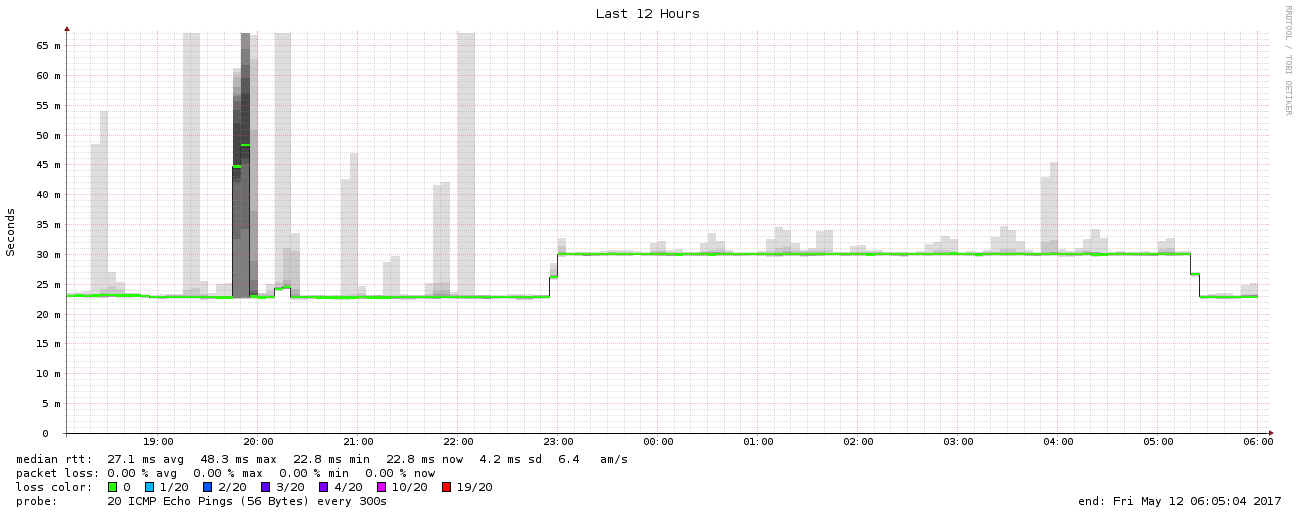 Last 12 Hours
RRDTOOL / TOBI OETIKER
Seconds
65 m
60 m
55 m
50 m
45 m
40 m
35 m
30 m
25 m
20 m
15 m
10 m
5 m
0
19:00 20:00 21:00 22:00 23:00 00:00 01:00 02:00 03:00 04:00 05:00 06:00
median rtt: 27.1 ms avg 48.3 ms max 22.8 ms min 22.8 ms now 4.2 ms sd 6.4 am/s
packet loss: 0.00 % avg 0.00 % max 0.00 % min 0.00 % now
loss color: 0 1/20 2/20 3/20 4/20 10/20 19/20
probe: 20 ICMP Echo Pings (56 Bytes) every 300s end: Fri May 12 06:05:04 2017